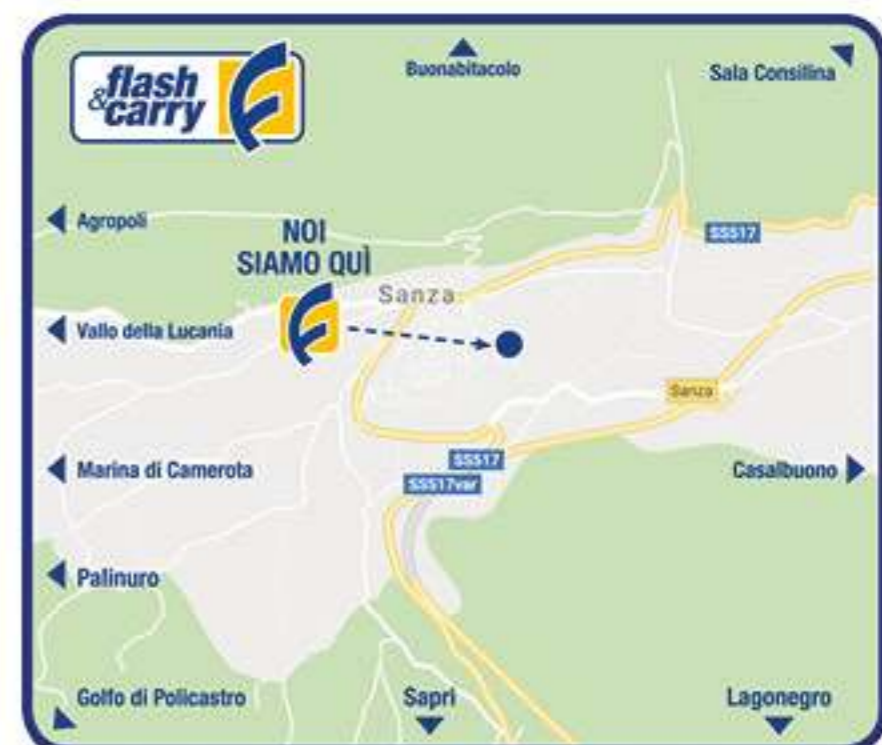 flash
&carry
Buonabitacolo
Sala Consilina
Agropoli
SS517
NOI
SIAMO QUÌ
Sanza
Vallo della Lucania
Sanza
Marina di Camerota
SS517
SS517var
Casalbuono
Palinuro
Golfo di Policastro
Sapri
Lagonegro